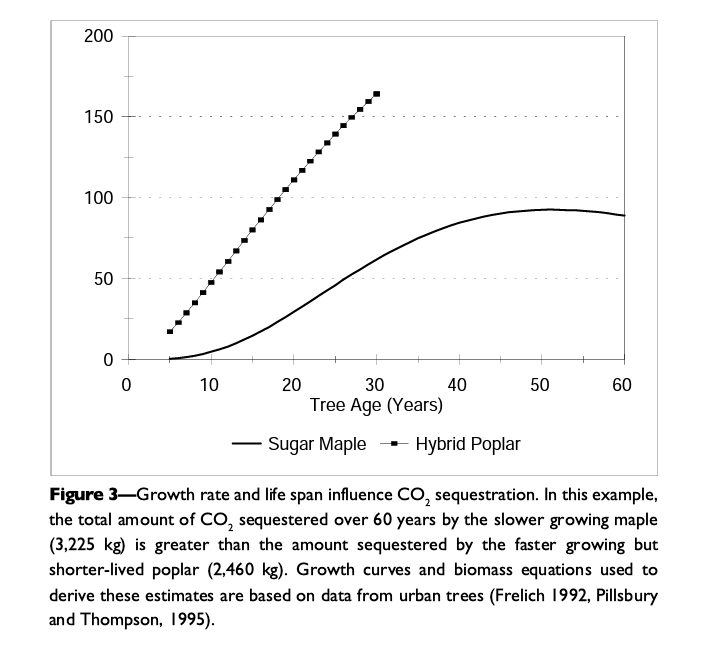 200
150
100
50
0
0 10 20 30 40 50 60
Tree Age (Years)
Sugar Maple Hybrid Poplar
Figure 3—Growth rate and life span influence CO₂ sequestration. In this example,
the total amount of CO₂ sequestered over 60 years by the slower growing maple
(3,225 kg) is greater than the amount sequestered by the faster growing but
shorter-lived poplar (2,460 kg). Growth curves and biomass equations used to
derive these estimates are based on data from urban trees (Frelich 1992, Pillsbury
and Thompson, 1995).